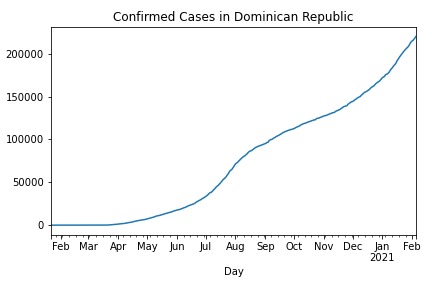 Confirmed Cases in Dominican Republic
200000
150000
100000
50000
0
Feb Mar Apr May Jun Jul Aug Sep Oct Nov Dec Jan Feb
2021
Day